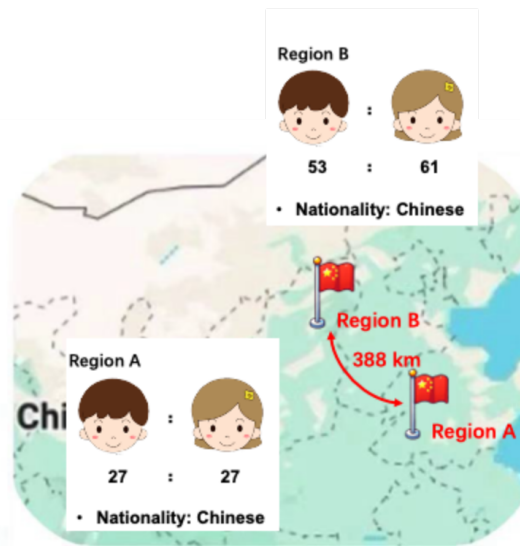 Region B
:
53 : 61
• Nationality: Chinese
Region B
388 km
Region A
Region A
Chi
:
27 : 27
• Nationality: Chinese